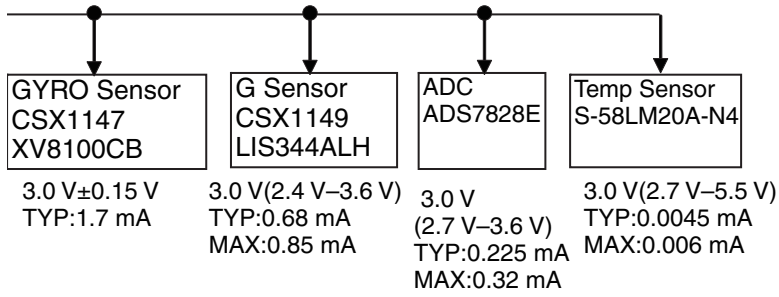 GYRO Sensor
CSX1147
XV8100CB
3.0 V±0.15 V
TYP:1.7 mA
G Sensor
CSX1149
LIS344ALH
3.0 V(2.4 V–3.6 V)
TYP:0.68 mA
MAX:0.85 mA
ADC
ADS7828E
3.0 V
(2.7 V–3.6 V)
TYP:0.225 mA
MAX:0.32 mA
Temp Sensor
S-58LM20A-N4
3.0 V(2.7 V–5.5 V)
TYP:0.0045 mA
MAX:0.006 mA